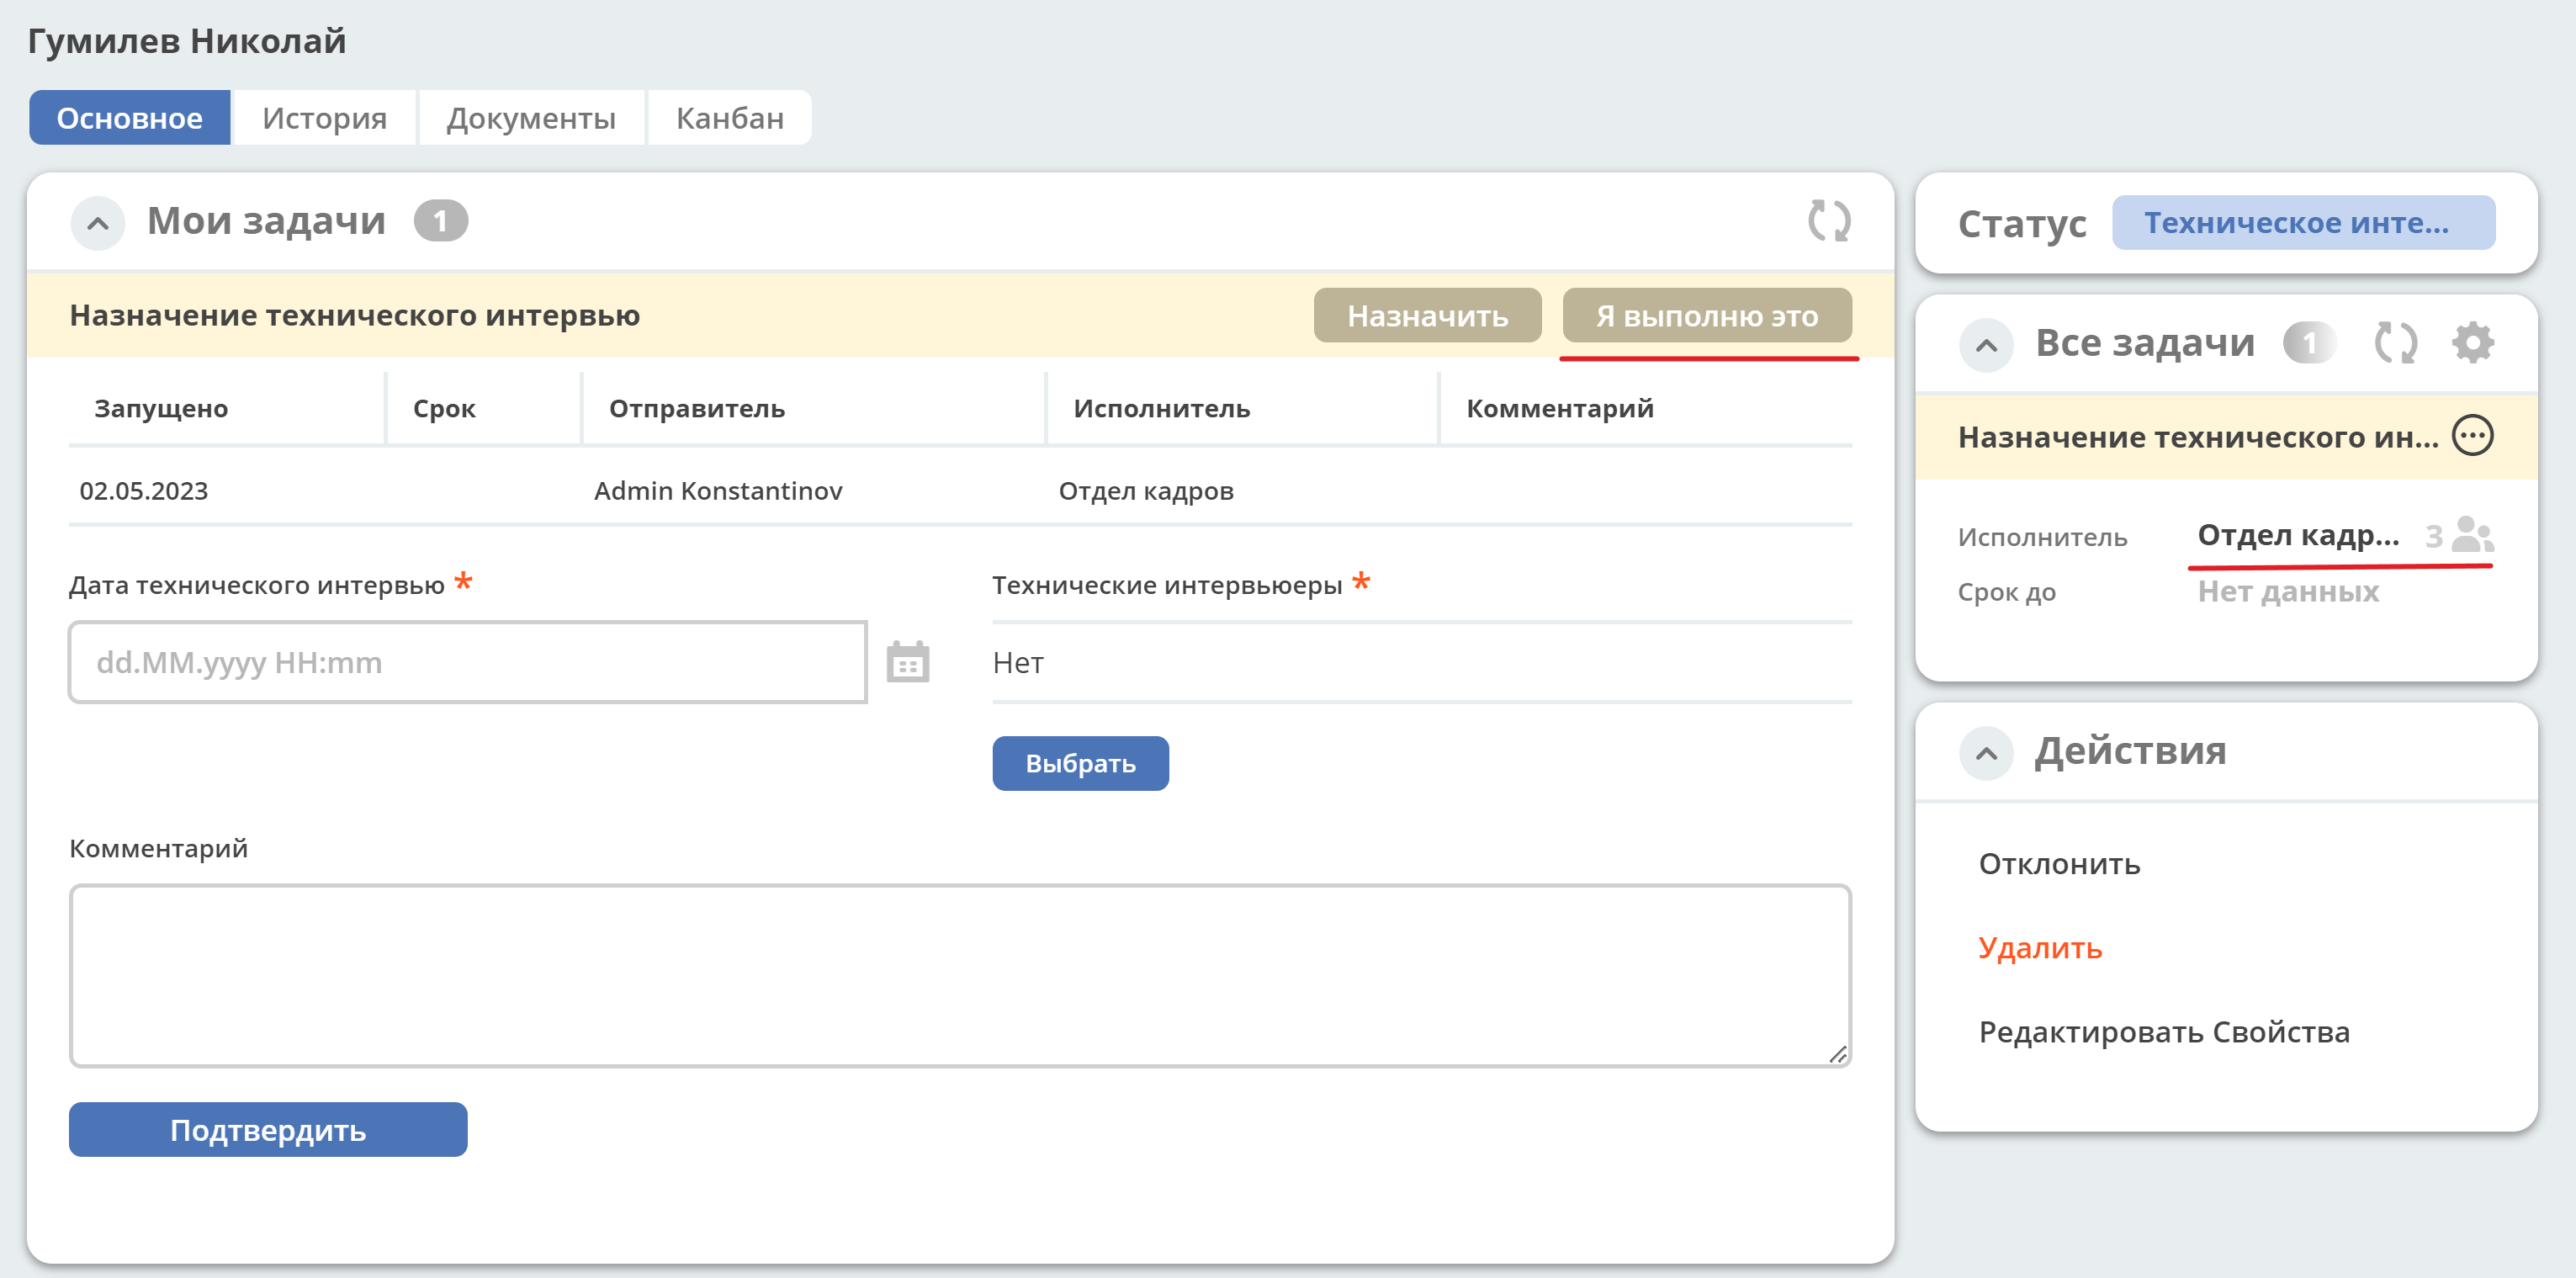 Гумилев Николай
Основное История Документы Канбан
Мои задачи 1
Назначение технического интервью Назначить Я выполню это
Запущено Срок Отправитель Исполнитель Комментарий
02.05.2023 Admin Konstantinov Отдел кадров
Дата технического интервью * Технические интервьюеры *
dd.MM.yyyy HH:mm Нет
Выбрать
Комментарий
Подтвердить
Статус Техническое инте...
Все задачи 1
Назначение технического ин...
Исполнитель Отдел кадр... 3
Срок до Нет данных
Действия
Отклонить
Удалить
Редактировать Свойства